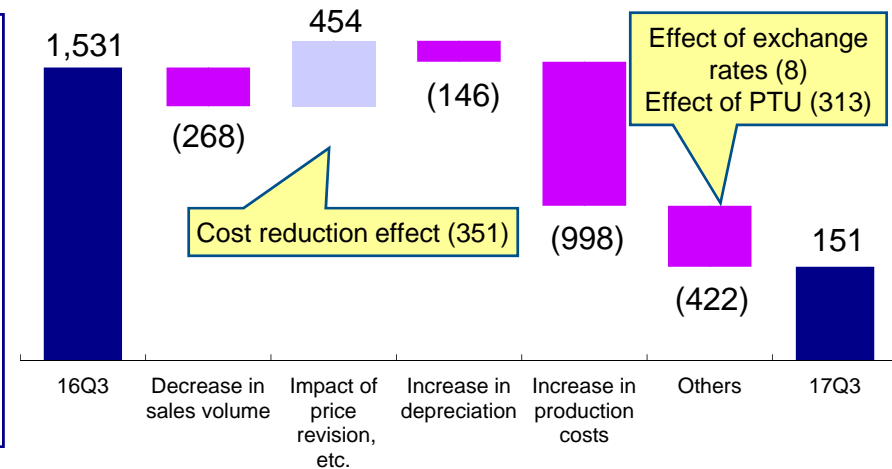 1,531
(268)
454
(146)
(998)
(422)
151
Effect of exchange
rates (8)
Effect of PTU (313)
Cost reduction effect (351)
16Q3
Decrease in
sales volume
Impact of
price
revision,
etc.
Increase in
depreciation
Increase in
production
costs
Others
17Q3